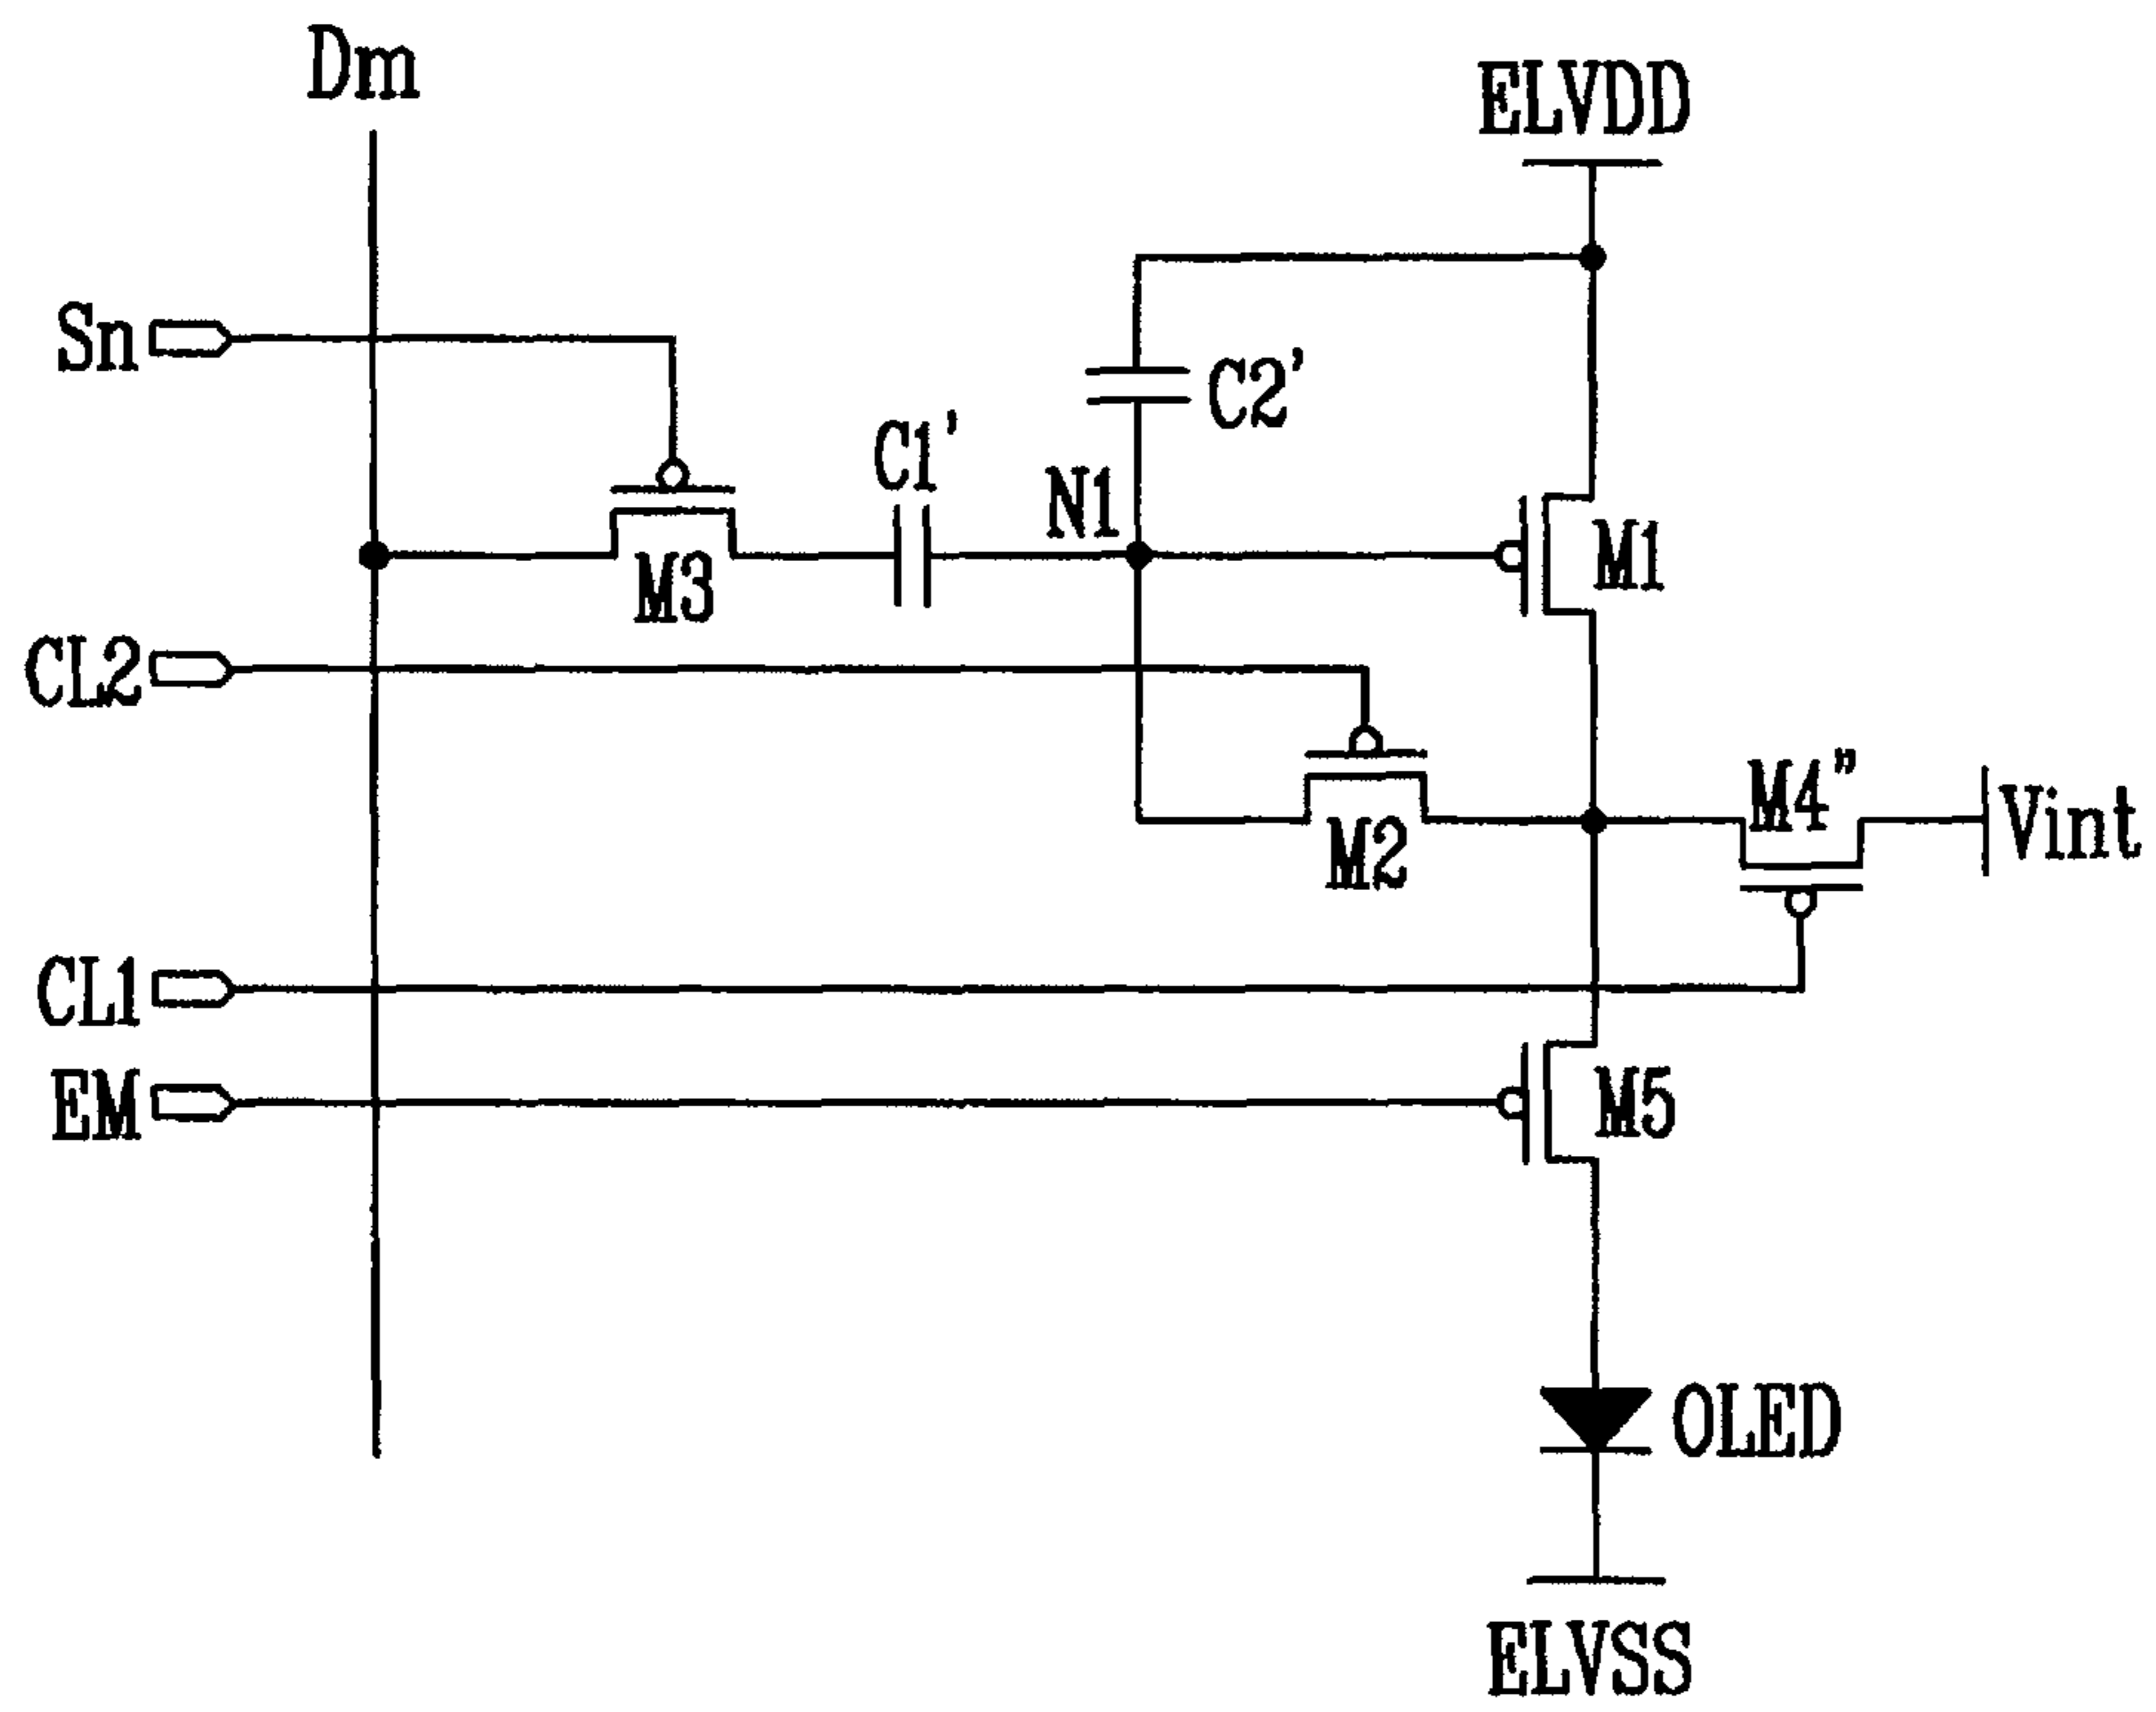 Dm
ELVDD
Sn
C2'
C1'
N1
M1
M3
CL2
M4"
Vint
M2
CL1
EM
M5
OLED
ELVSS